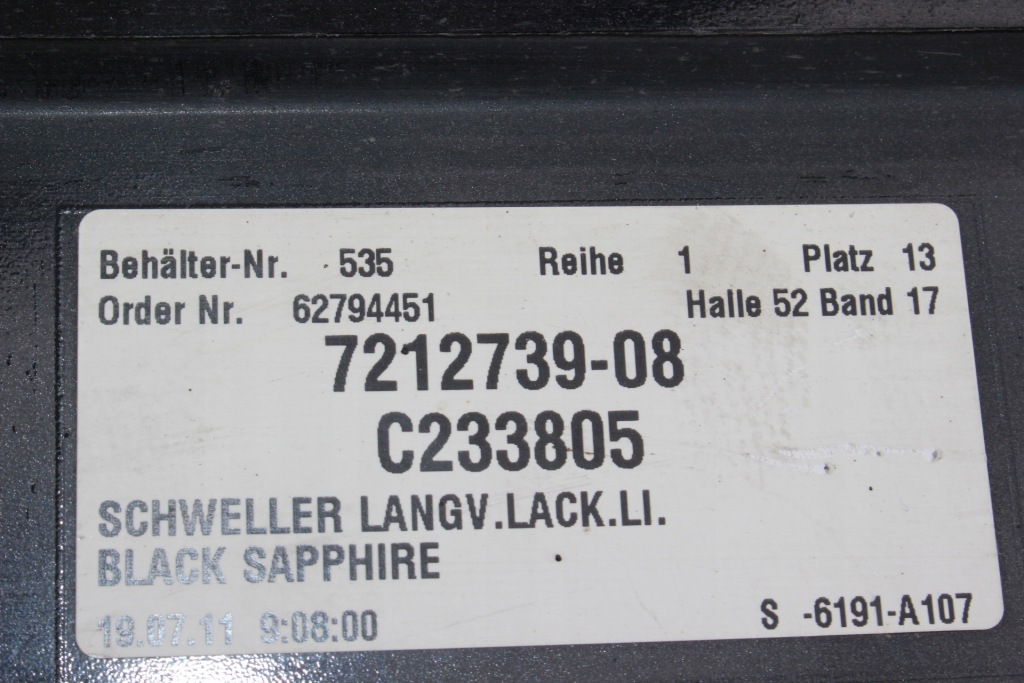 Behälter-Nr. 535 Reihe 1 Platz 13
Order Nr. 62794451 Halle 52 Band 17
7212739-08
C233805
SCHWELLER LANGV.LACK.LI.
BLACK SAPPHIRE
19.07.11 9:08:00 S -6191-A107